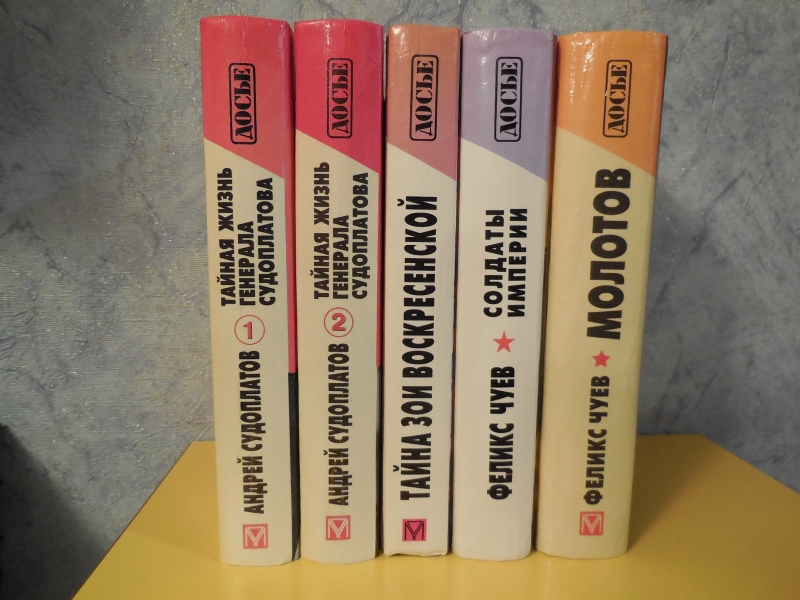 ДОСЬЕ
ТАЙНАЯ ЖИЗНЬ
ГЕНЕРАЛА
СУДОПЛАТОВА
1
АНДРЕЙ СУДОПЛАТОВ
ДОСЬЕ
ТАЙНАЯ ЖИЗНЬ
ГЕНЕРАЛА
СУДОПЛАТОВА
2
АНДРЕЙ СУДОПЛАТОВ
ДОСЬЕ
ТАЙНА ЗОИ ВОСКРЕСЕНСКОЙ
ДОСЬЕ
СОЛДАТЫ
ИМПЕРИИ
ФЕЛИКС ЧУЕВ
ДОСЬЕ
МОЛОТОВ
ФЕЛИКС ЧУЕВ